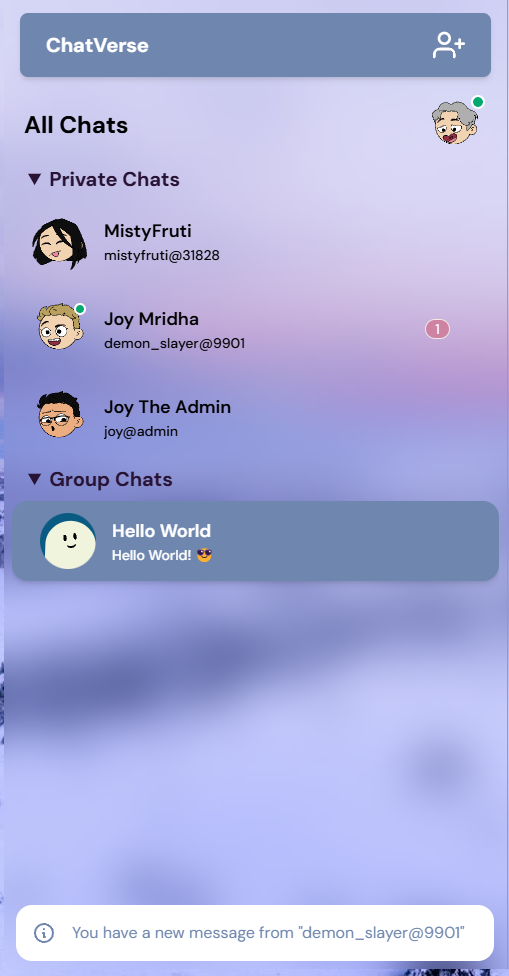 ChatVerse
All Chats
▼ Private Chats
MistyFruti
mistyfruti@31828
Joy Mridha
demon_slayer@9901
1
Joy The Admin
joy@admin
▼ Group Chats
Hello World
Hello World! 😎
You have a new message from "demon_slayer@9901"